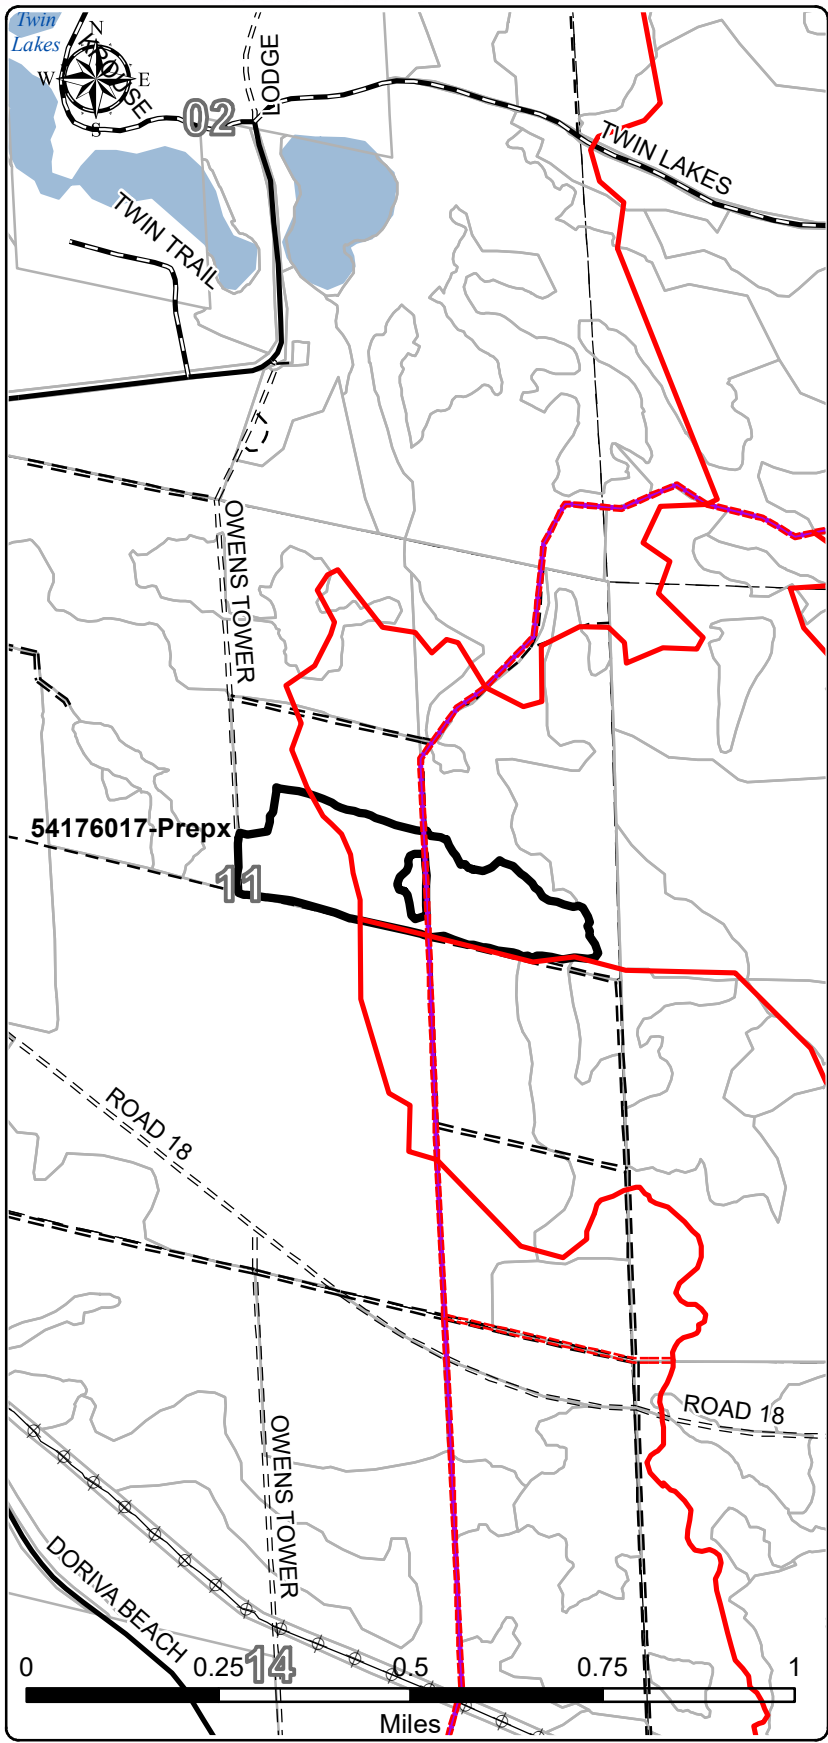 Twin
Lakes
N
W
E
S
KROUSE
02
LODGE
TWIN LAKES
TWIN TRAIL
OWENS TOWER
54176017-Prepx
11
ROAD 18
ROAD 18
OWENS TOWER
DORIVA BEACH
14
0 0.25 0.5 0.75 1
Miles